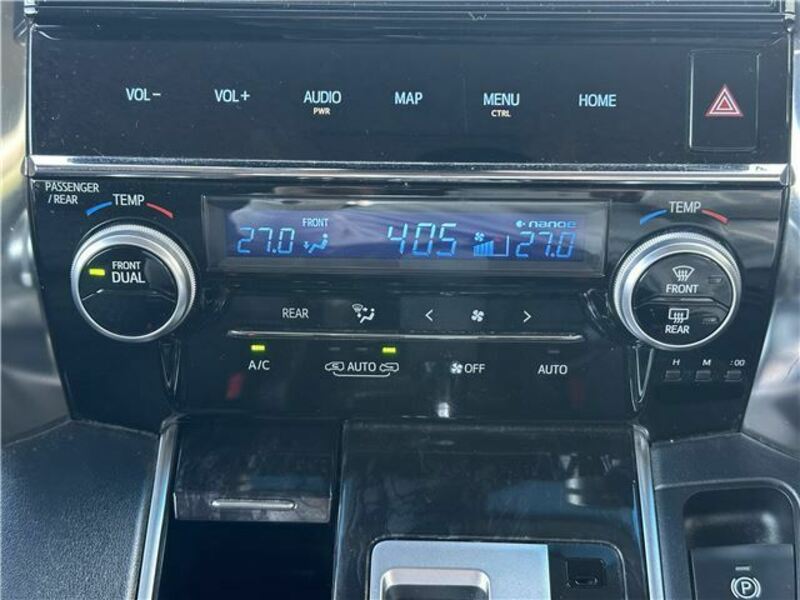 VOL- VOL+ AUDIO MAP MENU HOME
PWR CTRL
PASSENGER
/ REAR
TEMP TEMP
FRONT nanoe
27.0 4:05 27.0
FRONT
DUAL
FRONT
REAR
REAR < >
A/C AUTO OFF AUTO
H M :00
P